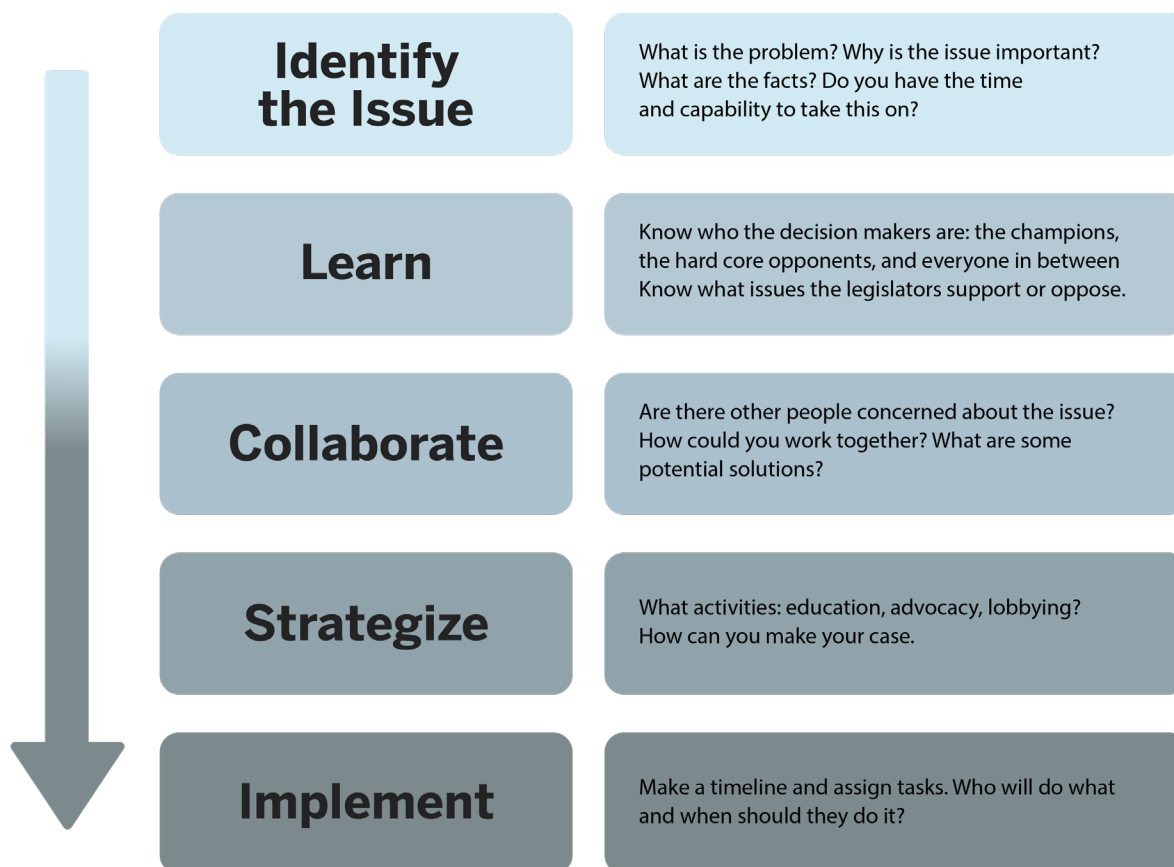 Identify
the Issue
What is the problem? Why is the issue important?
What are the facts? Do you have the time
and capability to take this on?
Learn
Know who the decision makers are: the champions,
the hard core opponents, and everyone in between
Know what issues the legislators support or oppose.
Collaborate
Are there other people concerned about the issue?
How could you work together? What are some
potential solutions?
Strategize
What activities: education, advocacy, lobbying?
How can you make your case.
Implement
Make a timeline and assign tasks. Who will do what
and when should they do it?